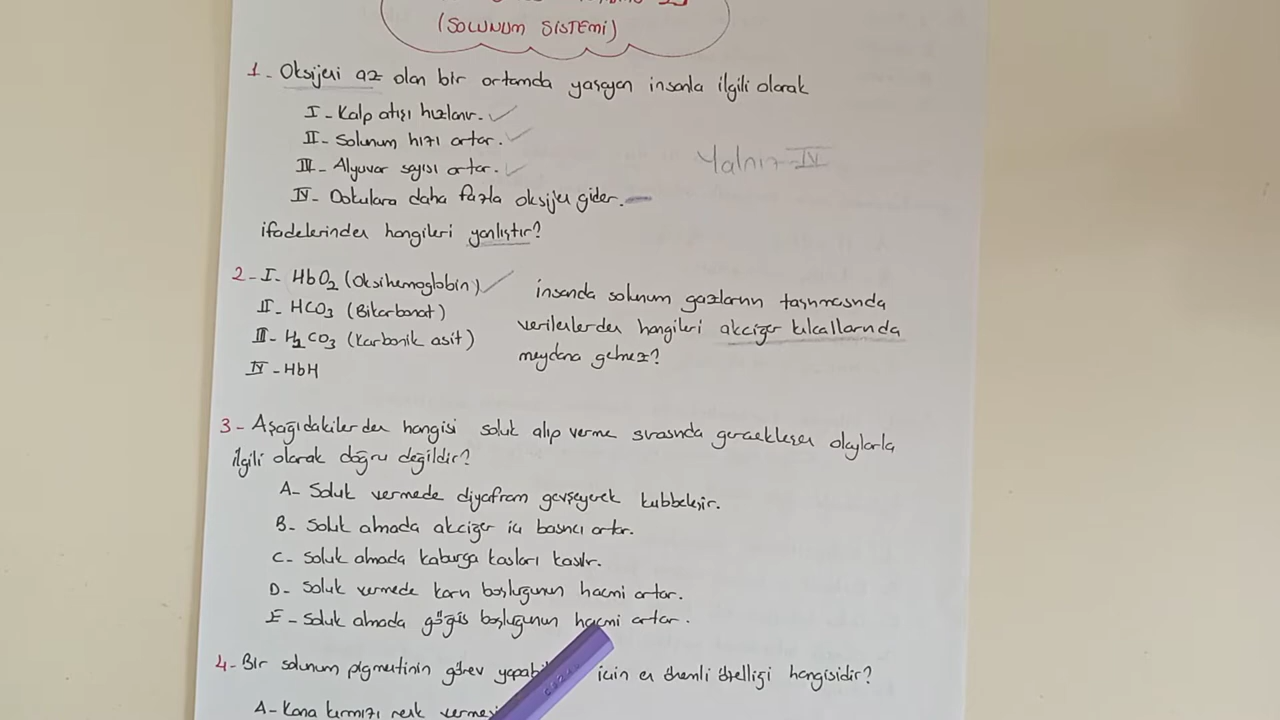 (SOLUNUM SİSTEMİ)
1- Oksijeni az olan bir ortamda yaşayan insanla ilgili olarak
I- Kalp atışı hızlanır.
II- Solunum hızı artar.
III- Alyuvar sayısı artar.
IV- Dokulara daha fazla oksijen gider.
ifadelerinden hangileri yanlıştır?
Yalnız IV
2- I- HbO2 (Oksihemoglobin)
II- HCO3 (Bikarbonat)
III- H2CO3 (Karbonik asit)
IV- HbH
insanda solunum gazlarının taşınmasında
verilenlerden hangileri akciğer kılcallarında
meydana gelmez?
3- Aşağıdakilerden hangisi soluk alıp verme sırasında gerçekleşen olaylarla
ilgili olarak doğru değildir?
A- Soluk vermede diyafram gevşeyerek kubbeleşir.
B- Soluk almada akciğer iç basıncı artar.
C- Soluk almada kaburga kasları kasılır.
D- Soluk vermede karın boşluğunun hacmi artar.
E- Soluk almada göğüs boşluğunun hacmi artar.
4- Bir solunum pigmentinin görev için en önemli özelliği hangisidir?
A- Kana kırmızı renk